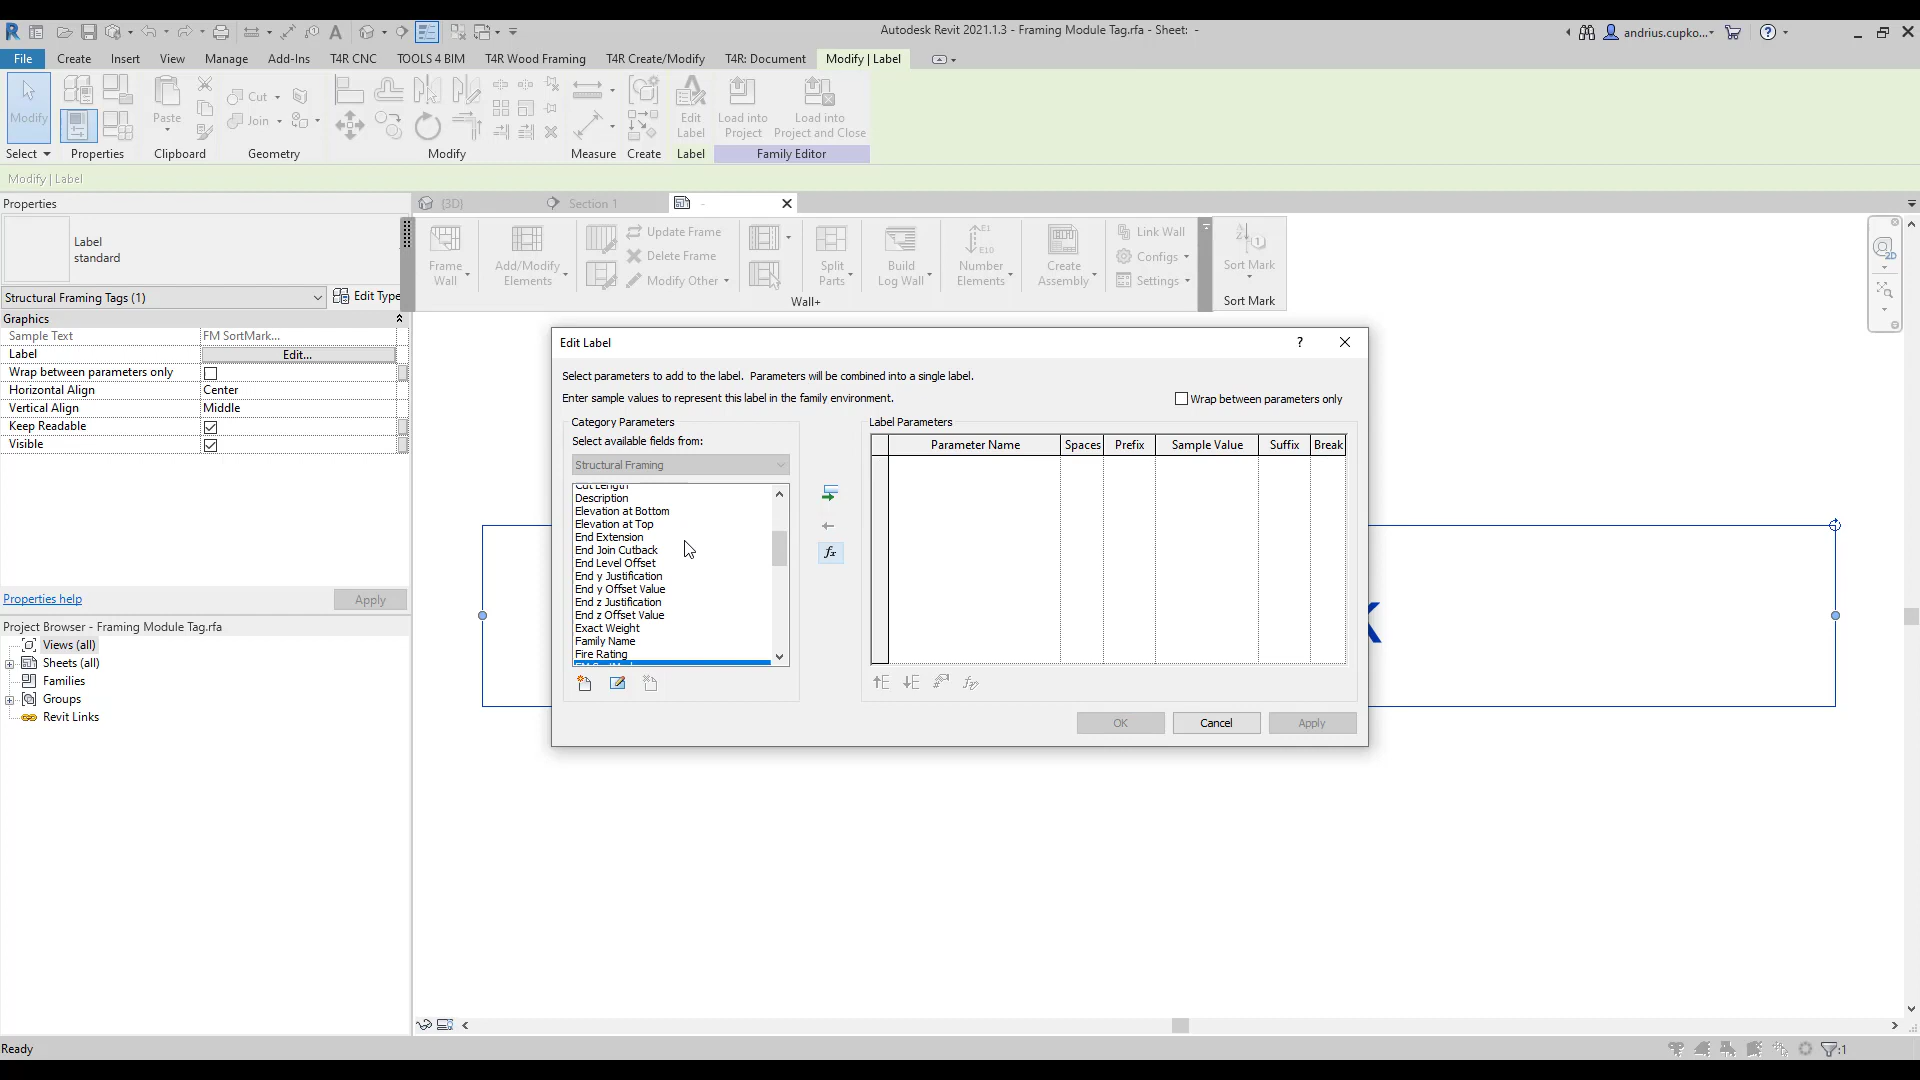 Autodesk Revit 2021.1.3 - Framing Module Tag.rfa - Sheet: -
andrius.cupko...
File Create Insert View Manage Add-Ins T4R CNC TOOLS 4 BIM T4R Wood Framing T4R Create/Modify T4R: Document Modify | Label
Modify
Paste
Cut
Join
Edit Label
Load into Project
Load into Project and Close
Select Properties Clipboard Geometry Modify Measure Create Label Family Editor
Modify | Label
Properties
{3D}
Section 1
-
Label
standard
Structural Framing Tags (1)
Edit Type
Graphics
Sample Text FM SortMark...
Label Edit...
Wrap between parameters only
Horizontal Align Center
Vertical Align Middle
Keep Readable
Visible
Properties help
Apply
Frame Wall
Add/Modify Elements
Update Frame
Delete Frame
Modify Other
Split Parts
Build Log Wall
Number Elements
E1
E10
Create Assembly
Link Wall
Configs
Settings
Sort Mark
Wall+
Sort Mark
2D
Project Browser - Framing Module Tag.rfa
Views (all)
Sheets (all)
Families
Groups
Revit Links
Edit Label
?
Select parameters to add to the label. Parameters will be combined into a single label.
Enter sample values to represent this label in the family environment.
Wrap between parameters only
Category Parameters
Select available fields from:
Structural Framing
Cut Length
Description
Elevation at Bottom
Elevation at Top
End Extension
End Join Cutback
End Level Offset
End y Justification
End y Offset Value
End z Justification
End z Offset Value
Exact Weight
Family Name
Fire Rating
FM SortMark
fx
Label Parameters
Parameter Name Spaces Prefix Sample Value Suffix Break
OK Cancel Apply
Ready
:1